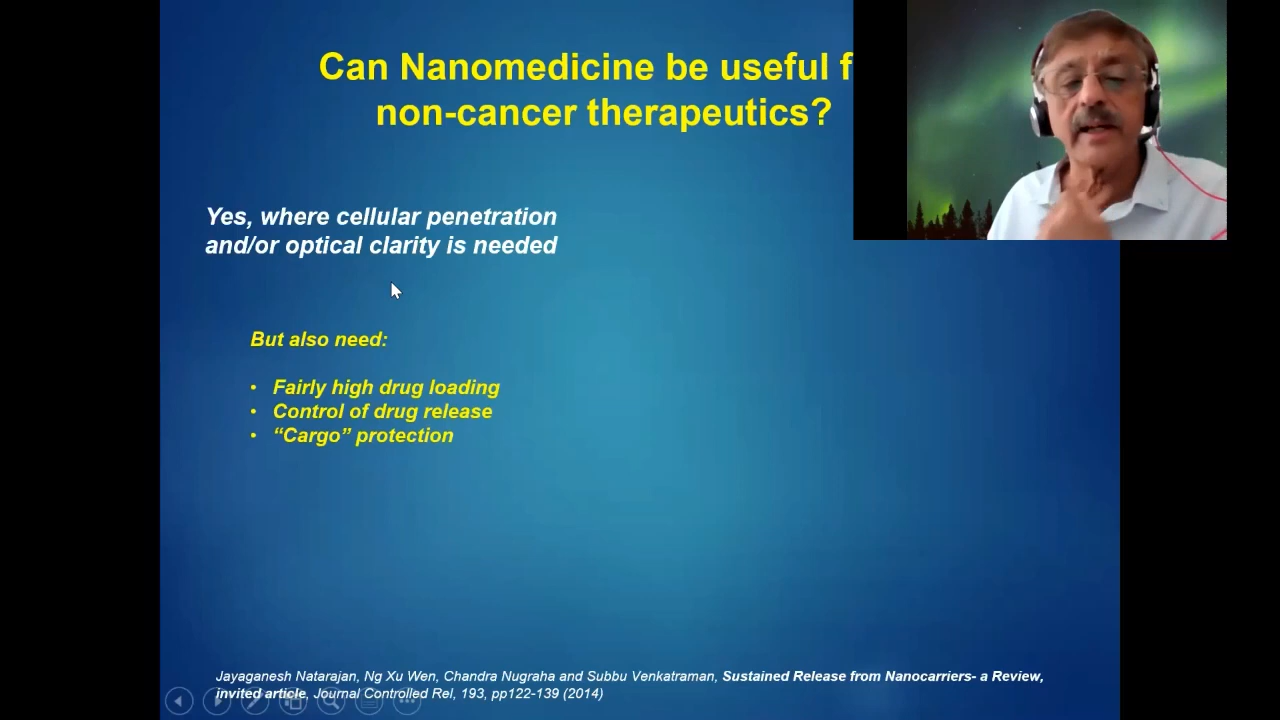 Can Nanomedicine be useful f
non-cancer therapeutics?
Yes, where cellular penetration
and/or optical clarity is needed
But also need:
• Fairly high drug loading
• Control of drug release
• “Cargo” protection
Jayaganesh Natarajan, Ng Xu Wen, Chandra Nugraha and Subbu Venkatraman, Sustained Release from Nanocarriers- a Review,
invited article, Journal Controlled Rel, 193, pp122-139 (2014)